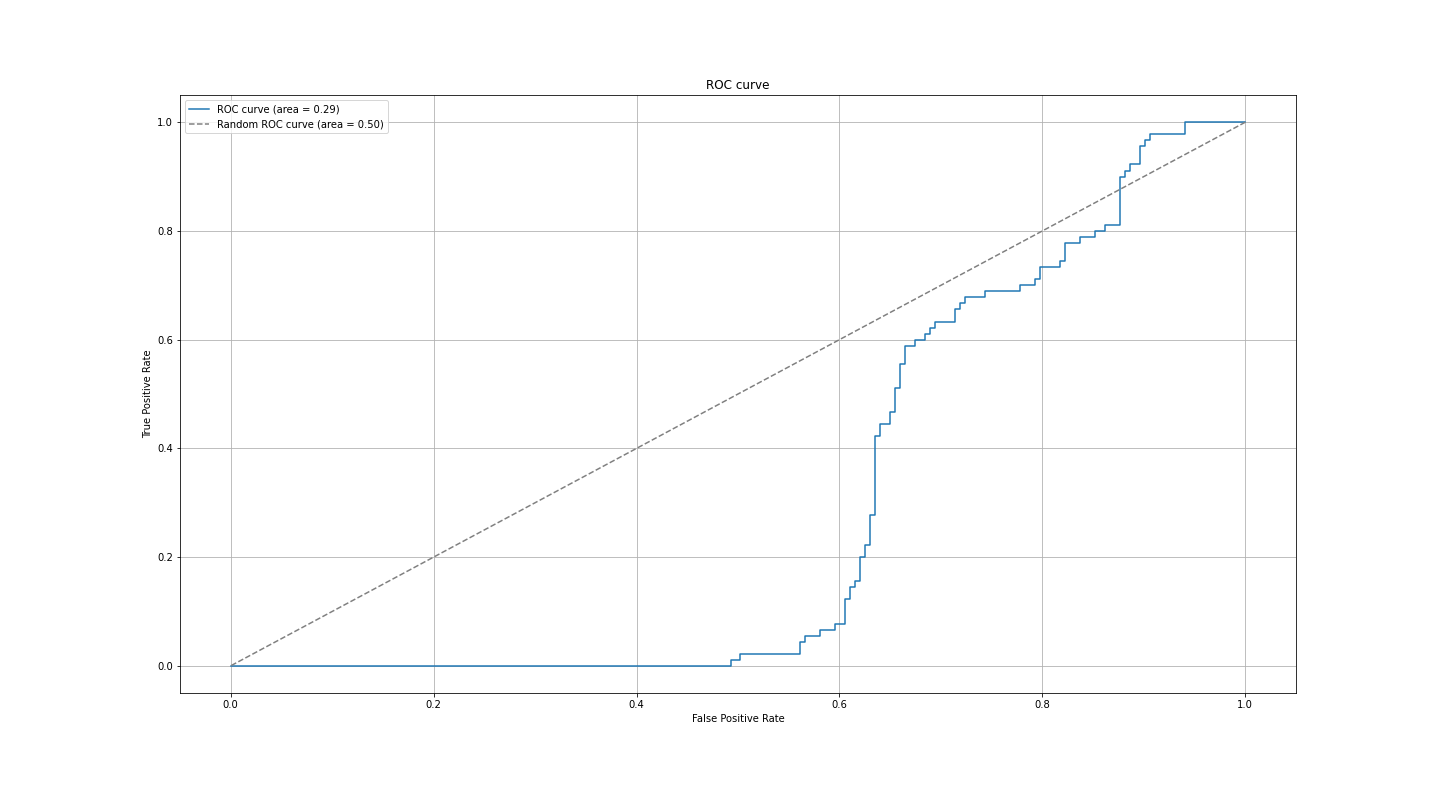 ROC curve
ROC curve (area = 0.29)
Random ROC curve (area = 0.50)
1.0
0.8
0.6
0.4
0.2
0.0
True Positive Rate
0.0 0.2 0.4 0.6 0.8 1.0
False Positive Rate